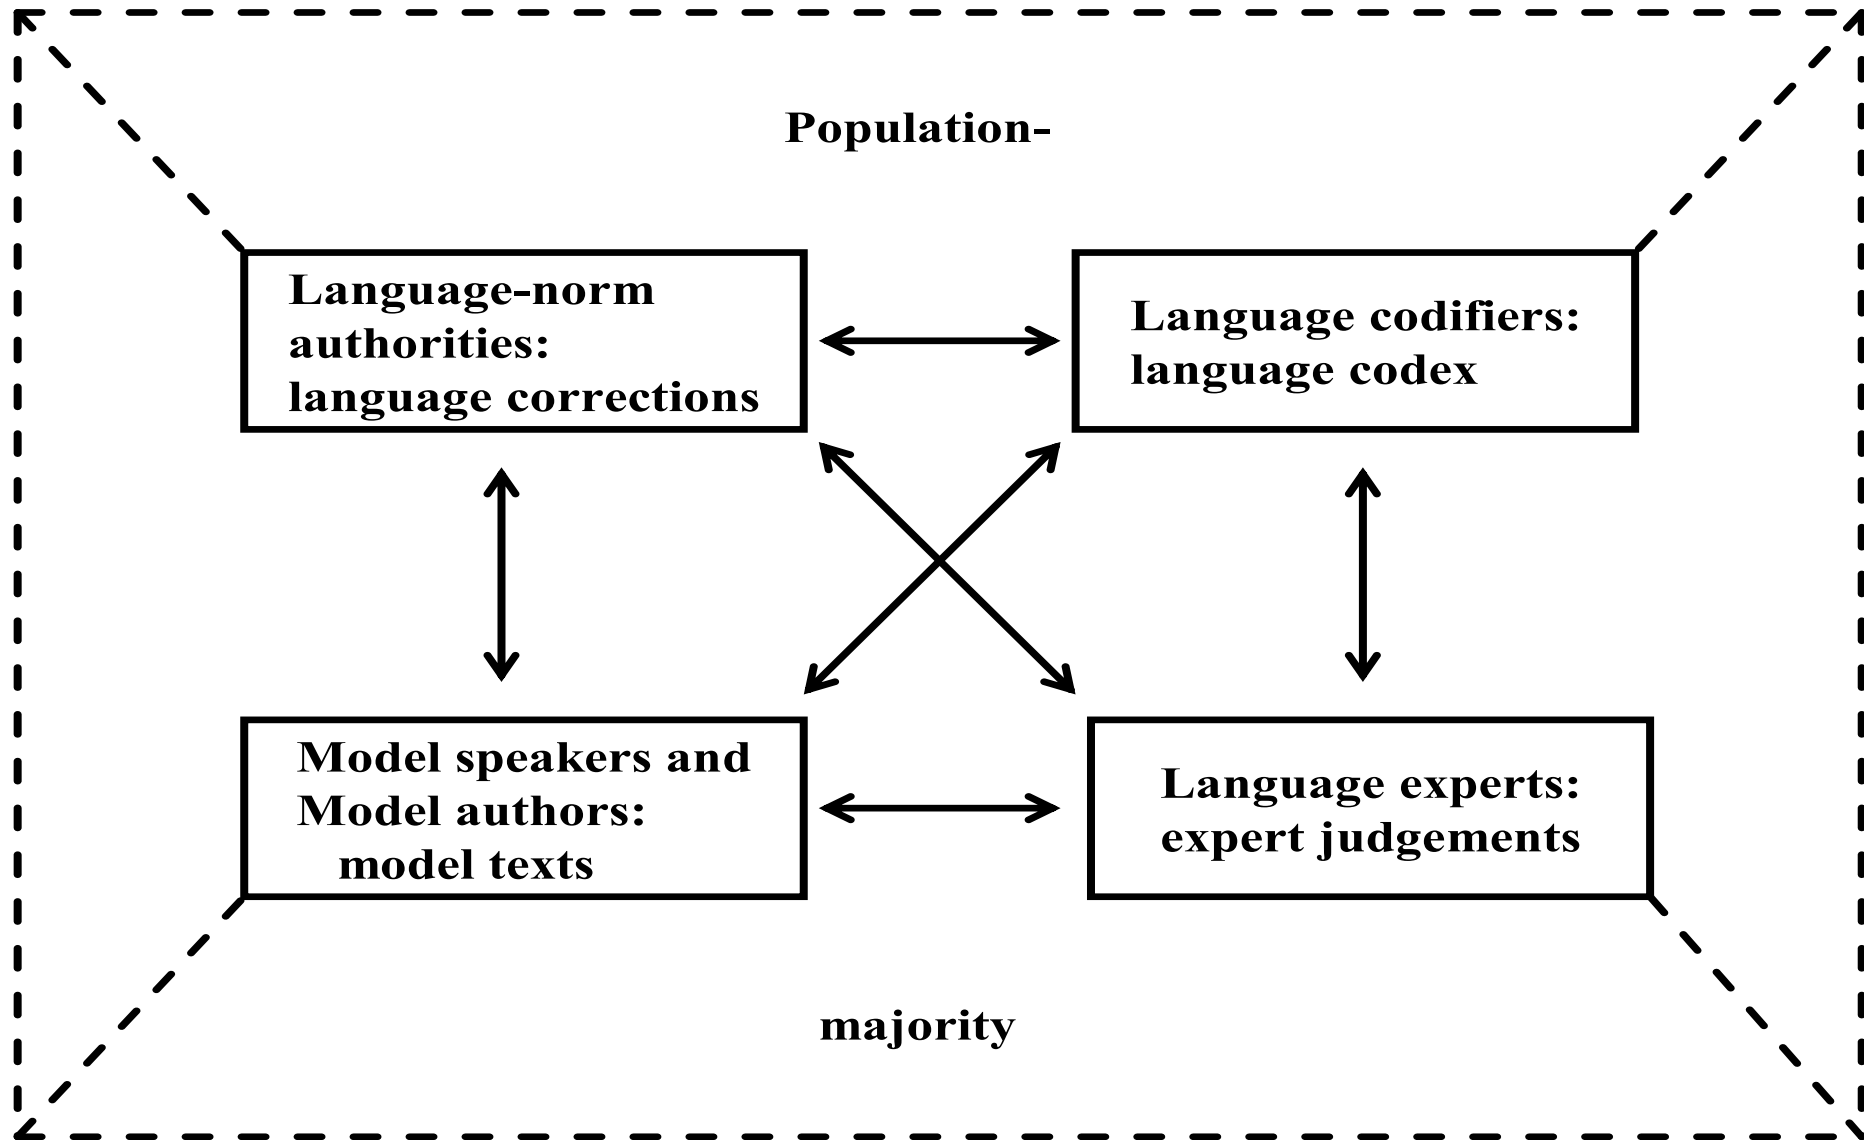 Population-
Language-norm
authorities:
language corrections
Language codifiers:
language codex
Model speakers and
Model authors:
model texts
Language experts:
expert judgements
majority